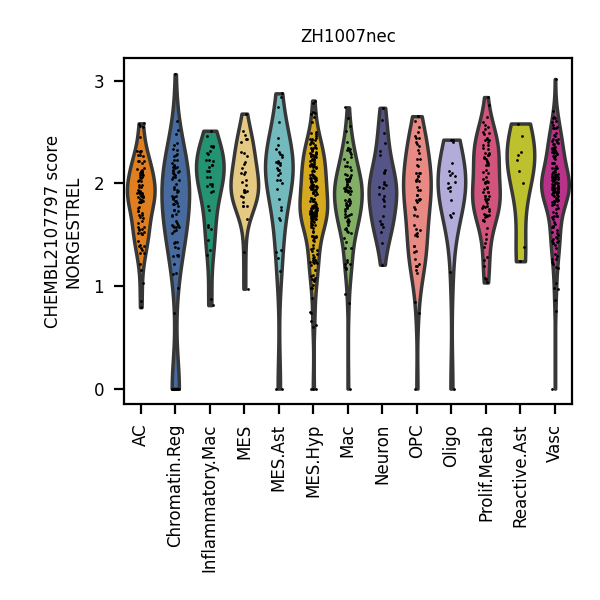 ZH1007nec
CHEMBL2107797 score
NORGESTREL
3
2
1
0
AC
Chromatin.Reg
Inflammatory.Mac
MES
MES.Ast
MES.Hyp
Mac
Neuron
OPC
Oligo
Prolif.Metab
Reactive.Ast
Vasc